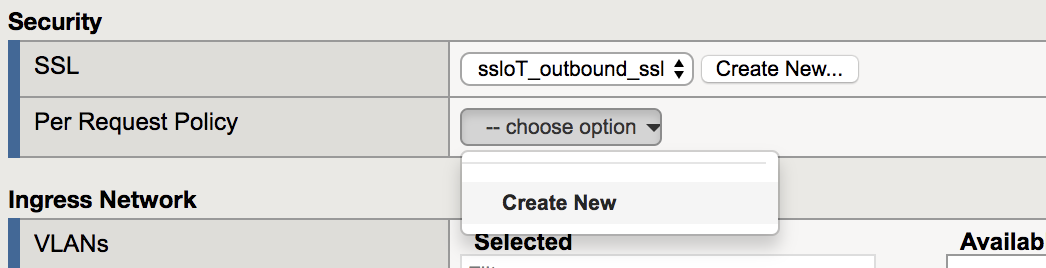 Security
SSL ssloT_outbound_ssl Create New...
Per Request Policy -- choose option
Create New
Ingress Network
VLANs Selected Availab